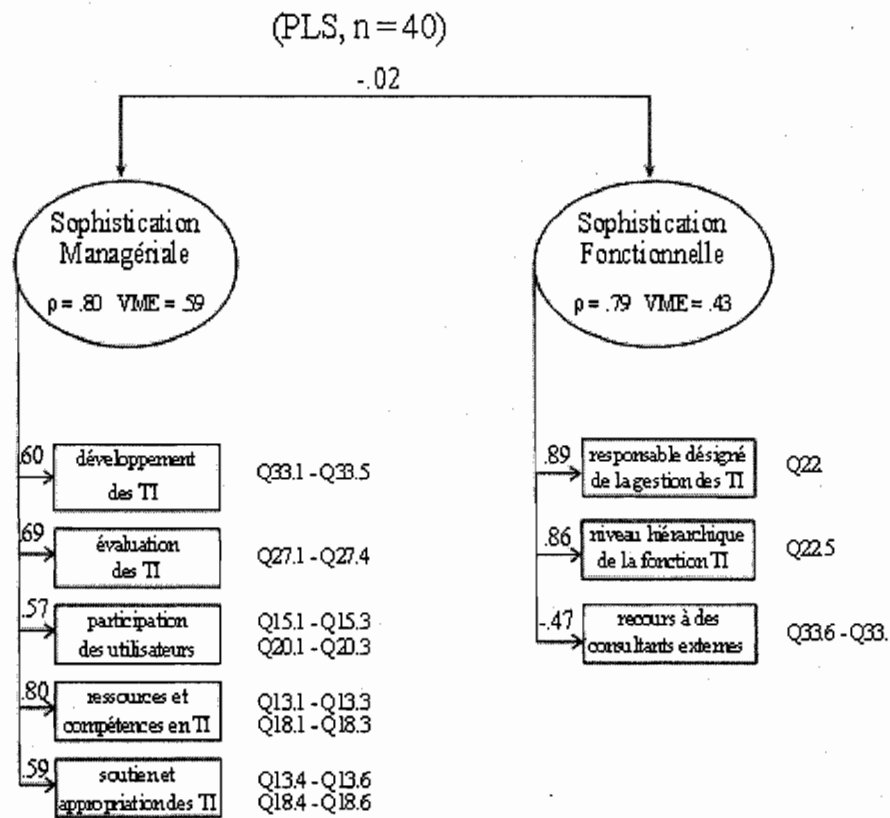 (PLS, n = 40)
-.02
Sophistication
Managériale
ρ = .80 VME = .59
Sophistication
Fonctionnelle
ρ = .79 VME = .43
.60
développement
des TI
Q33.1 - Q33.5
.69
évaluation
des TI
Q27.1 - Q27.4
.57
participation
des utilisateurs
Q15.1 - Q15.3
Q20.1 - Q20.3
.80
ressources et
compétences en TI
Q13.1 - Q13.3
Q18.1 - Q18.3
.59
soutien et
appropriation des TI
Q13.4 - Q13.6
Q18.4 - Q18.6
.89
responsable désigné
de la gestion des TI
Q22
.86
niveau hiérarchique
de la fonction TI
Q22.5
-.47
recours à des
consultants externes
Q33.6 - Q33.